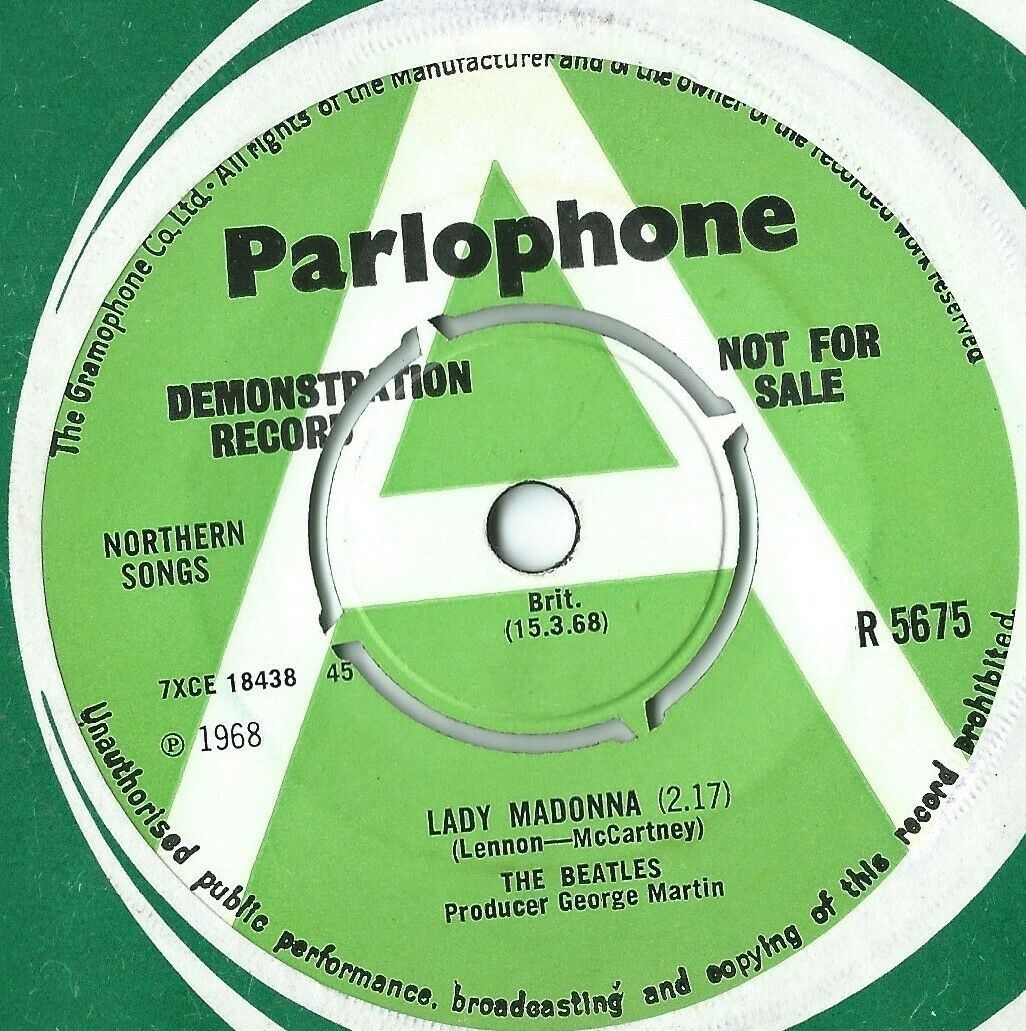 The Gramophone Co. Ltd. · All rights of the Manufacturer and of the owner of the recorded work reserved
Parlophone
DEMONSTRATION
RECORD
NOT FOR
SALE
NORTHERN
SONGS
Brit.
(15.3.68)
R 5675
7XCE 18438 45
℗ 1968
LADY MADONNA (2.17)
(Lennon—McCartney)
THE BEATLES
Producer George Martin
Unauthorised public performance, broadcasting and copying of this record prohibited